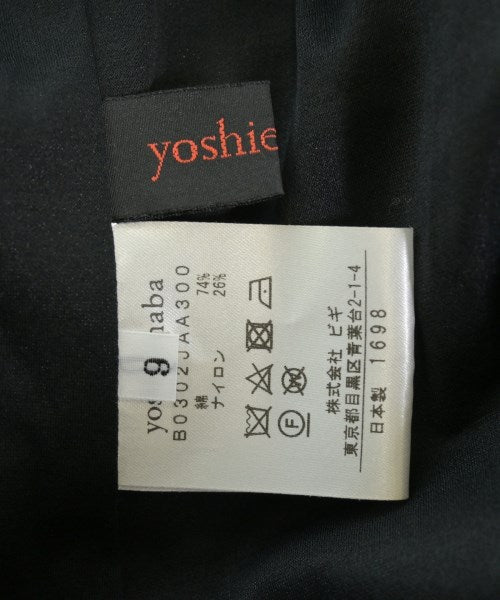 yoshie
yos naba
9
B0302JAA300
綿 74%
ナイロン 26%
F
W
株式会社 ビギ
東京都目黒区青葉台2-1-4
日本製 1698